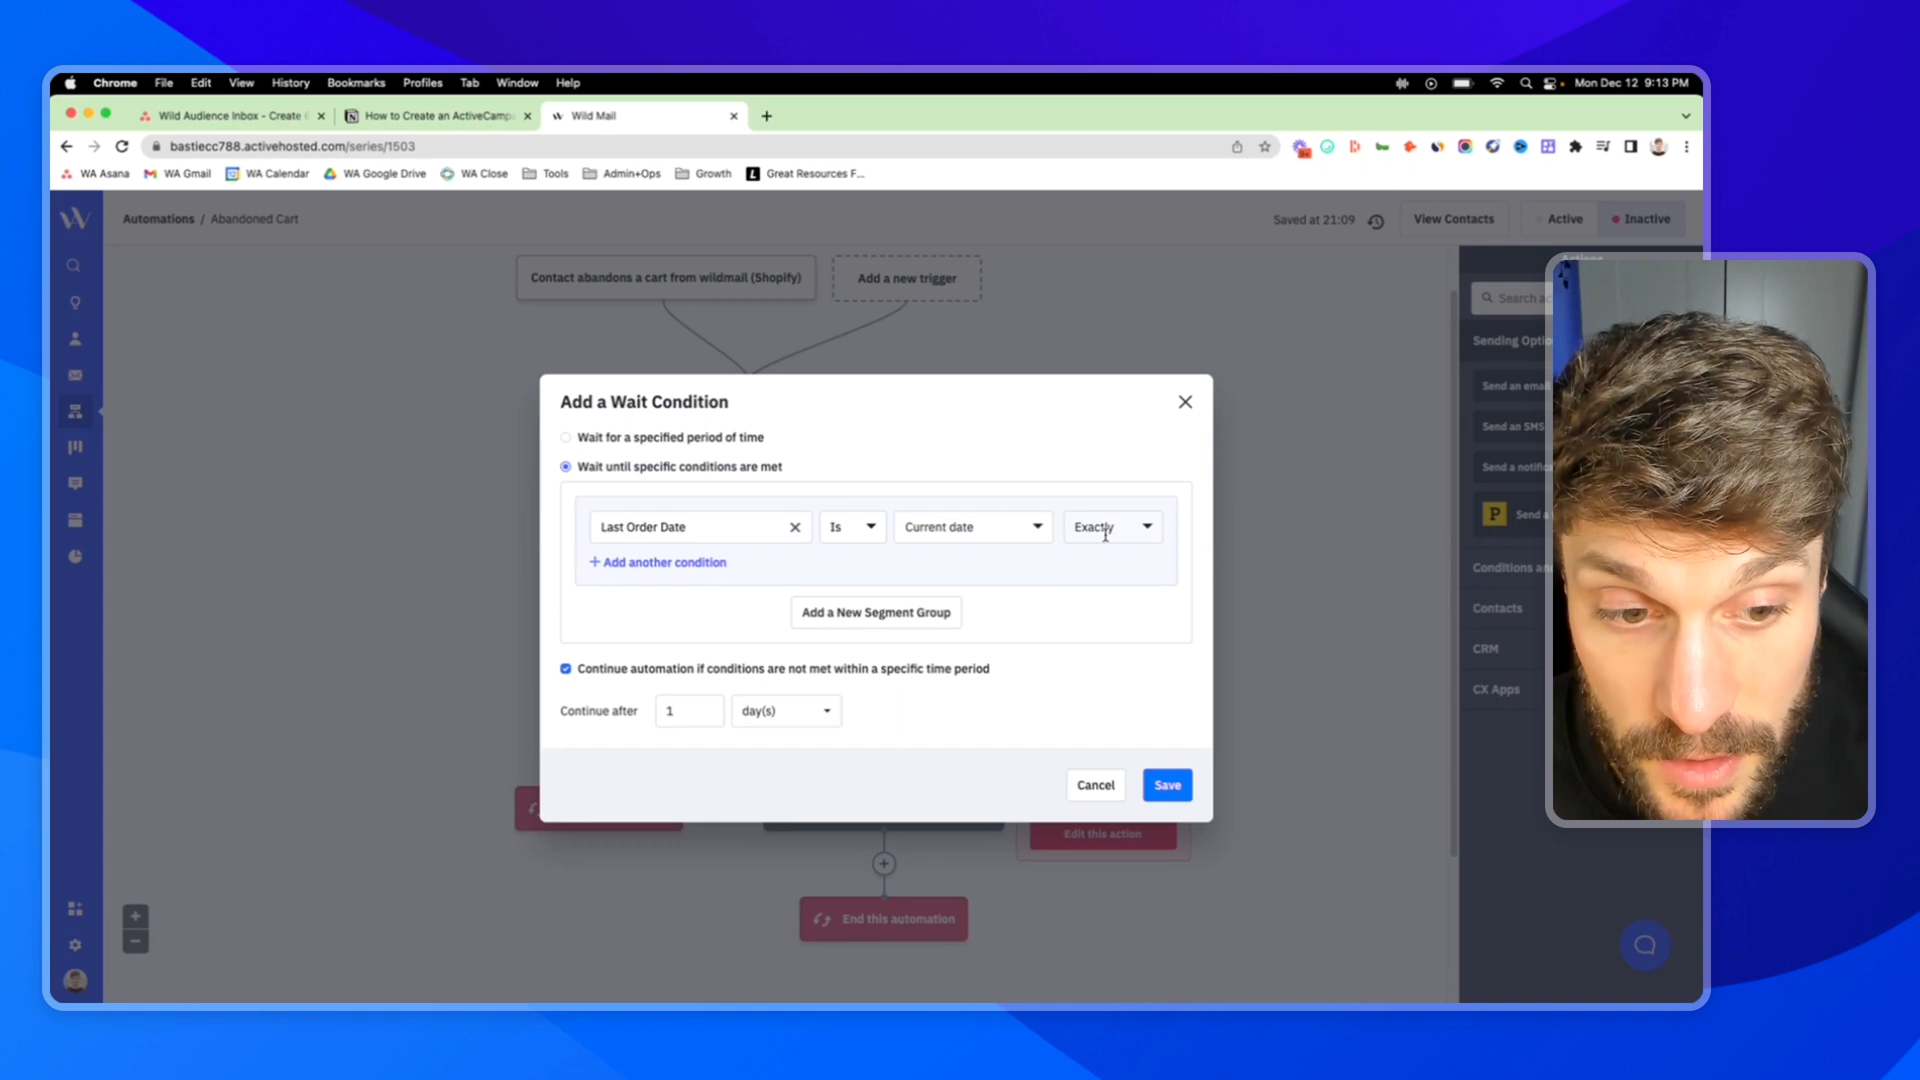 Chrome File Edit View History Bookmarks Profiles Tab Window Help Mon Dec 12 9:13 PM
Wild Audience Inbox - Create How to Create an ActiveCamp Wild Mail
bastiecc788.activehosted.com/series/1503
WA Asana WA Gmail WA Calendar WA Google Drive WA Close Tools Admin+Ops Growth Great Resources F...
Automations / Abandoned Cart Saved at 21:09 View Contacts Active Inactive
Contact abandons a cart from wildmail (Shopify) Add a new trigger
Actions
Search ac
Sending Optio
Send an email
Send an SMS
Send a notific
Send a
Conditions an
Contacts
CRM
CX Apps
Add a Wait Condition
Wait for a specified period of time
Wait until specific conditions are met
Last Order Date Is Current date Exactly
+ Add another condition
Add a New Segment Group
Continue automation if conditions are not met within a specific time period
Continue after 1 day(s)
Cancel Save
Edit this action
End this automation